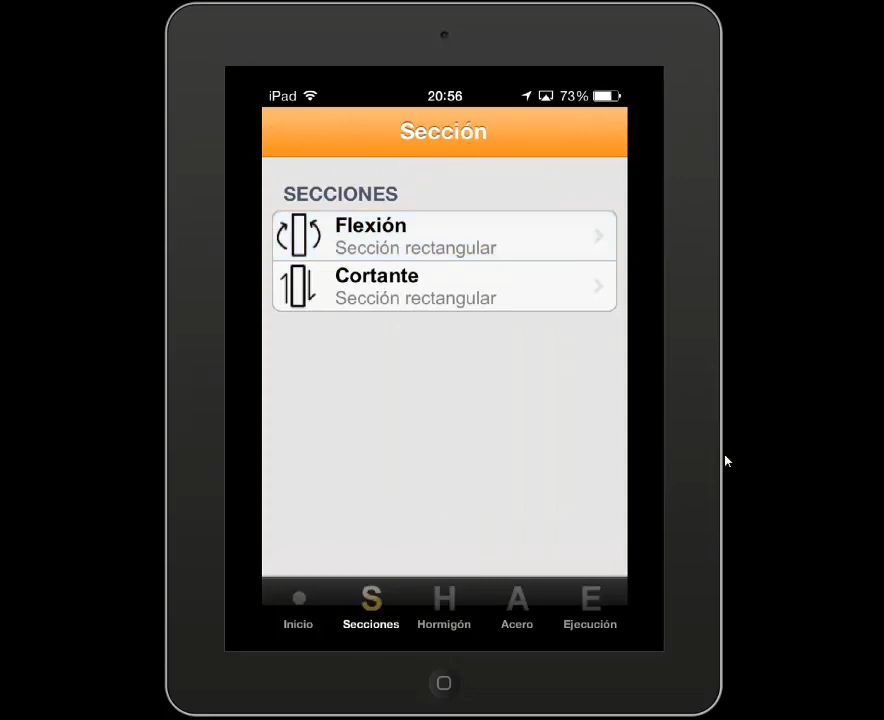 iPad 20:56 73%
Sección
SECCIONES
Flexión
Sección rectangular
Cortante
Sección rectangular
S H A E
Inicio Secciones Hormigón Acero Ejecución